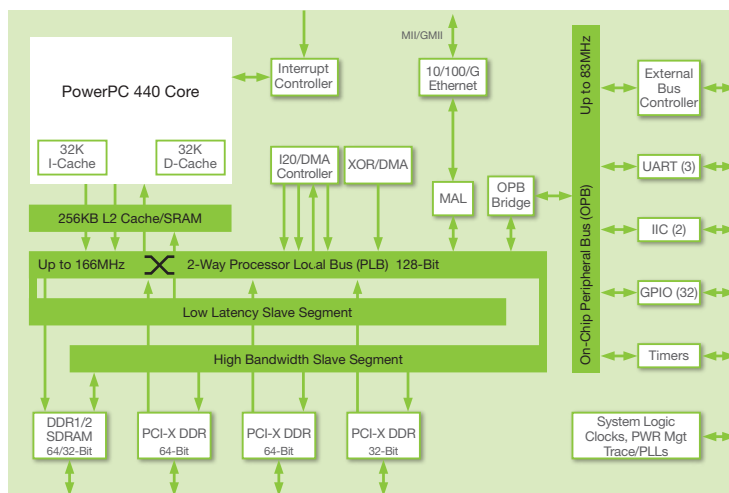 MII/GMII
PowerPC 440 Core
32K
I-Cache
32K
D-Cache
Interrupt
Controller
10/100/G
Ethernet
Up to 83MHz
On-Chip Peripheral Bus (OPB)
External
Bus
Controller
I20/DMA
Controller
XOR/DMA
MAL
OPB
Bridge
UART (3)
256KB L2 Cache/SRAM
IIC (2)
Up to 166MHz
2-Way Processor Local Bus (PLB) 128-Bit
GPIO (32)
Low Latency Slave Segment
High Bandwidth Slave Segment
Timers
DDR1/2
SDRAM
64/32-Bit
PCI-X DDR
64-Bit
PCI-X DDR
64-Bit
PCI-X DDR
32-Bit
System Logic
Clocks, PWR Mgt
Trace/PLLs